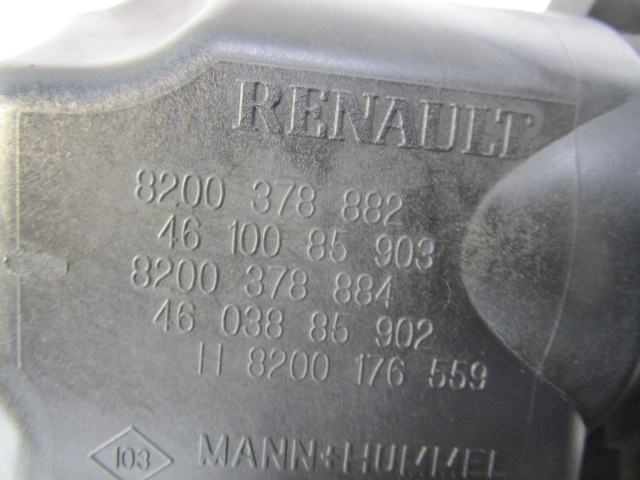 RENAULT
8200 378 882
46 100 85 903
8200 378 884
46 038 85 902
H 8200 176 559
103 MANN+HUMMEL